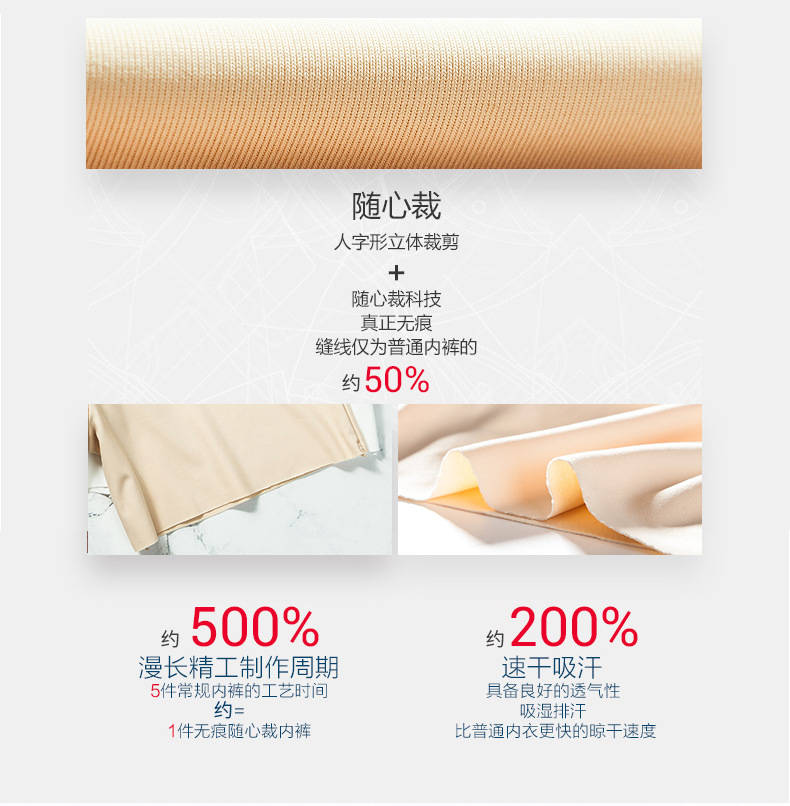 随心裁
人字形立体裁剪
+
随心裁科技
真正无痕
缝线仅为普通内裤的
约50%
约 500%
漫长精工制作周期
5件常规内裤的工艺时间
约=
1件无痕随心裁内裤
约200%
速干吸汗
具备良好的透气性
吸湿排汗
比普通内衣更快的晾干速度